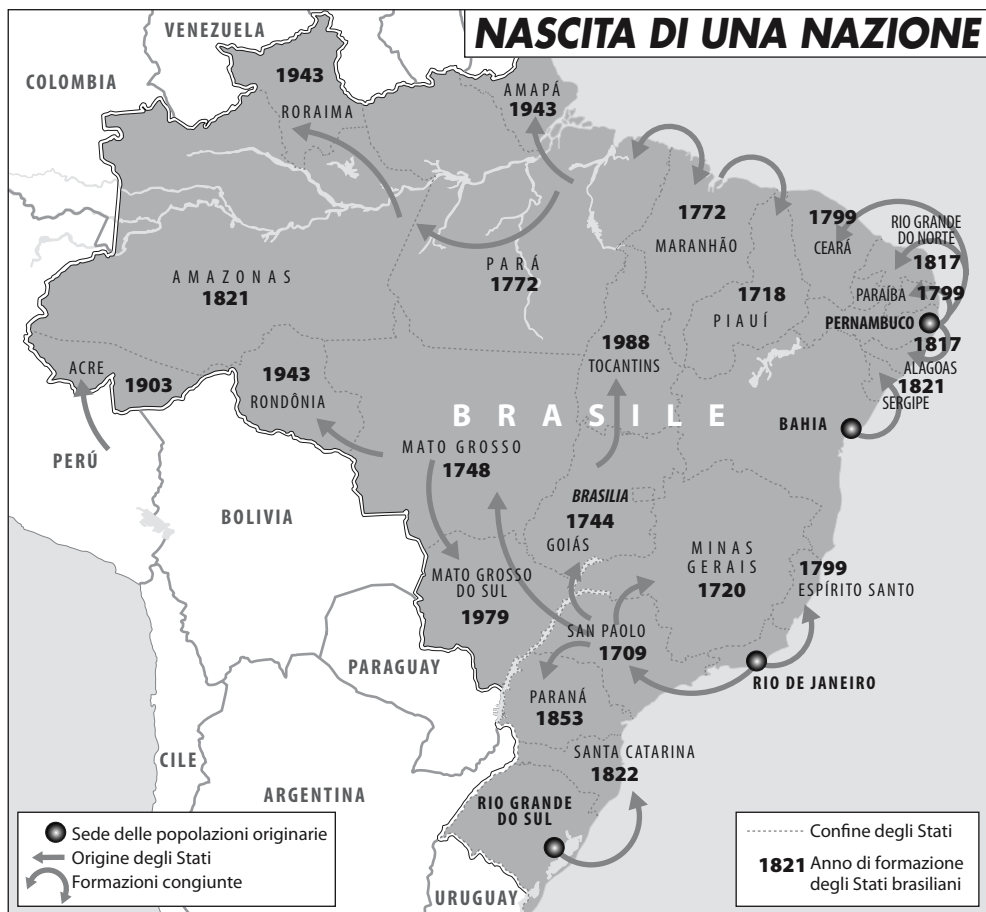 NASCITA DI UNA NAZIONE
VENEZUELA
COLOMBIA
1943
RORAIMA
AMAPÁ
1943
1772
MARANHÃO
1799
CEARÁ
RIO GRANDE
DO NORTE
1817
AMAZONAS
1821
PARÁ
1772
1718
PIAUÍ
PARAÍBA 1799
PERNAMBUCO
1817
ALAGOAS
1821
SERGIPE
1988
TOCANTINS
ACRE
1903
1943
RONDÔNIA
BRASILE
BAHIA
PERÚ
MATO GROSSO
1748
BOLIVIA
BRASILIA
1744
GOIÁS
MINAS
GERAIS
1720
1799
ESPÍRITO SANTO
MATO GROSSO
DO SUL
1979
SAN PAOLO
1709
PARAGUAY
RIO DE JANEIRO
PARANÁ
1853
CILE
SANTA CATARINA
1822
ARGENTINA
RIO GRANDE
DO SUL
URUGUAY
Sede delle popolazioni originarie
Origine degli Stati
Formazioni congiunte
Confine degli Stati
1821 Anno di formazione
degli Stati brasiliani